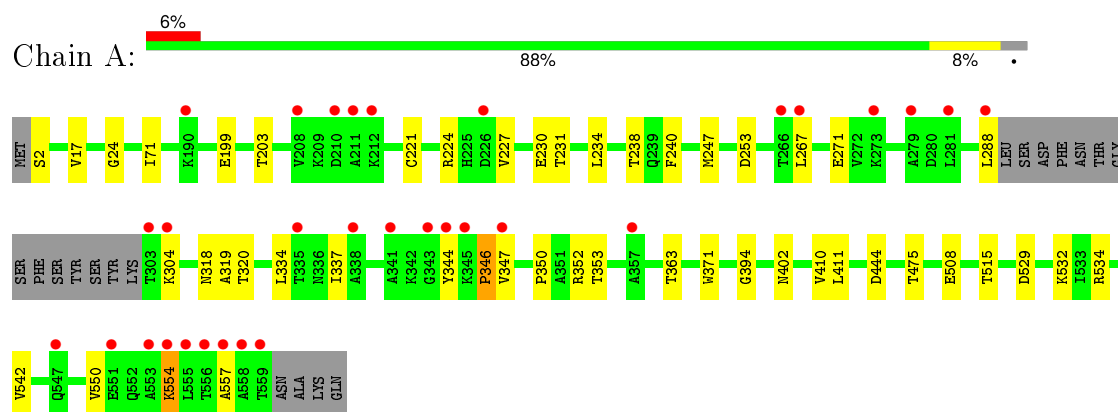 6%
Chain A:
88%
8%
MET S2 V17 G24 I71 K190 E199 T203 V208 K209 D210 A211 K212 C221 R224 H225 D226 V227 E230 T231 L234 T238 Q239 F240 M247 D253 T266 L267 E271 V272 K273 A279 D280 L281 L288 LEU SER ASP PHE ASN THR GLY
SER PHE SER TYR SER SER TYR LYS T303 K304 N318 A319 T320 L334 T335 N336 I337 A338 A341 K342 G343 Y344 K345 P346 V347 P350 A351 R352 T353 A357 T363 W371 G394 N402 V410 L411 D444 T475 E508 T515 D529 K532 I533 R534
V542 Q547 V550 E551 Q552 A553 K554 L555 T556 A557 A558 T559 ASN ALA LYS GLN